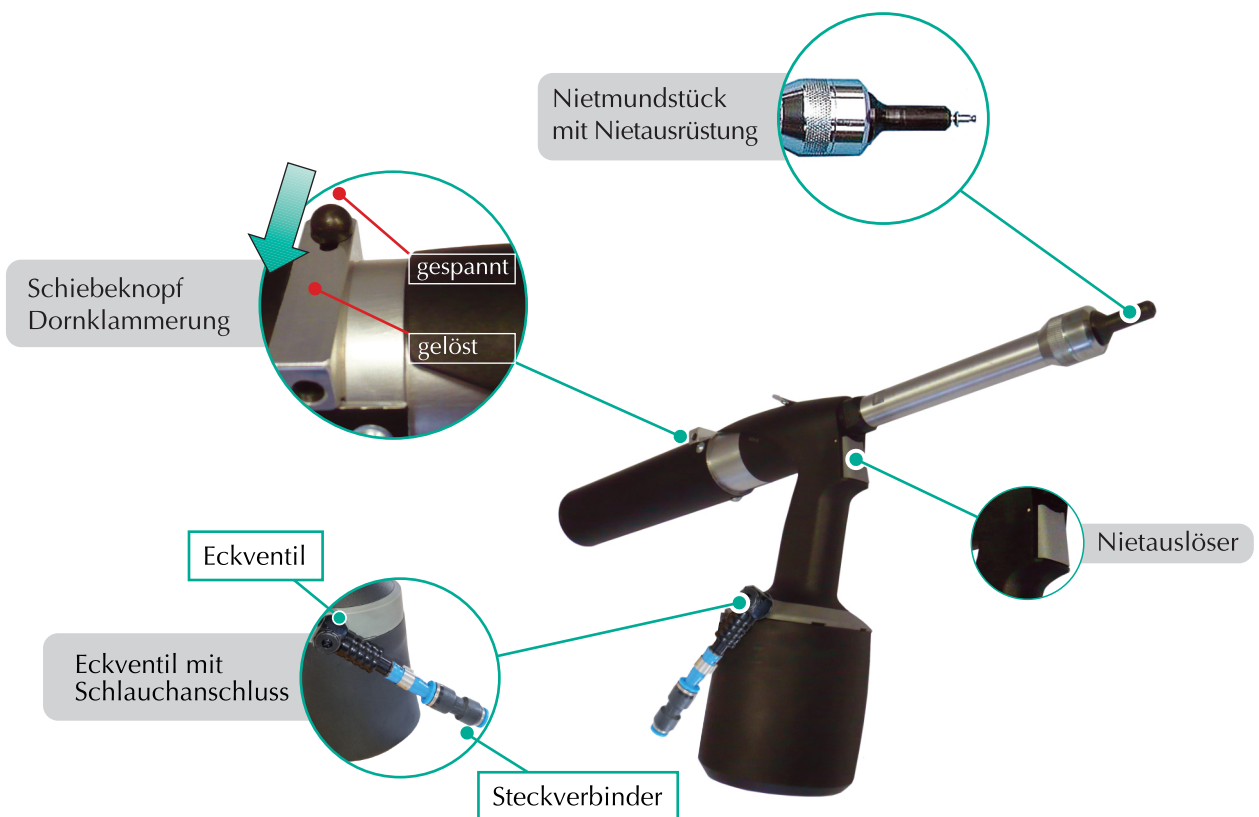 Nietmundstück
mit Nietausrüstung
gespannt
Schiebeknopf
Dornklammerung
gelöst
Nietauslöser
Eckventil
Eckventil mit
Schlauchanschluss
Steckverbinder